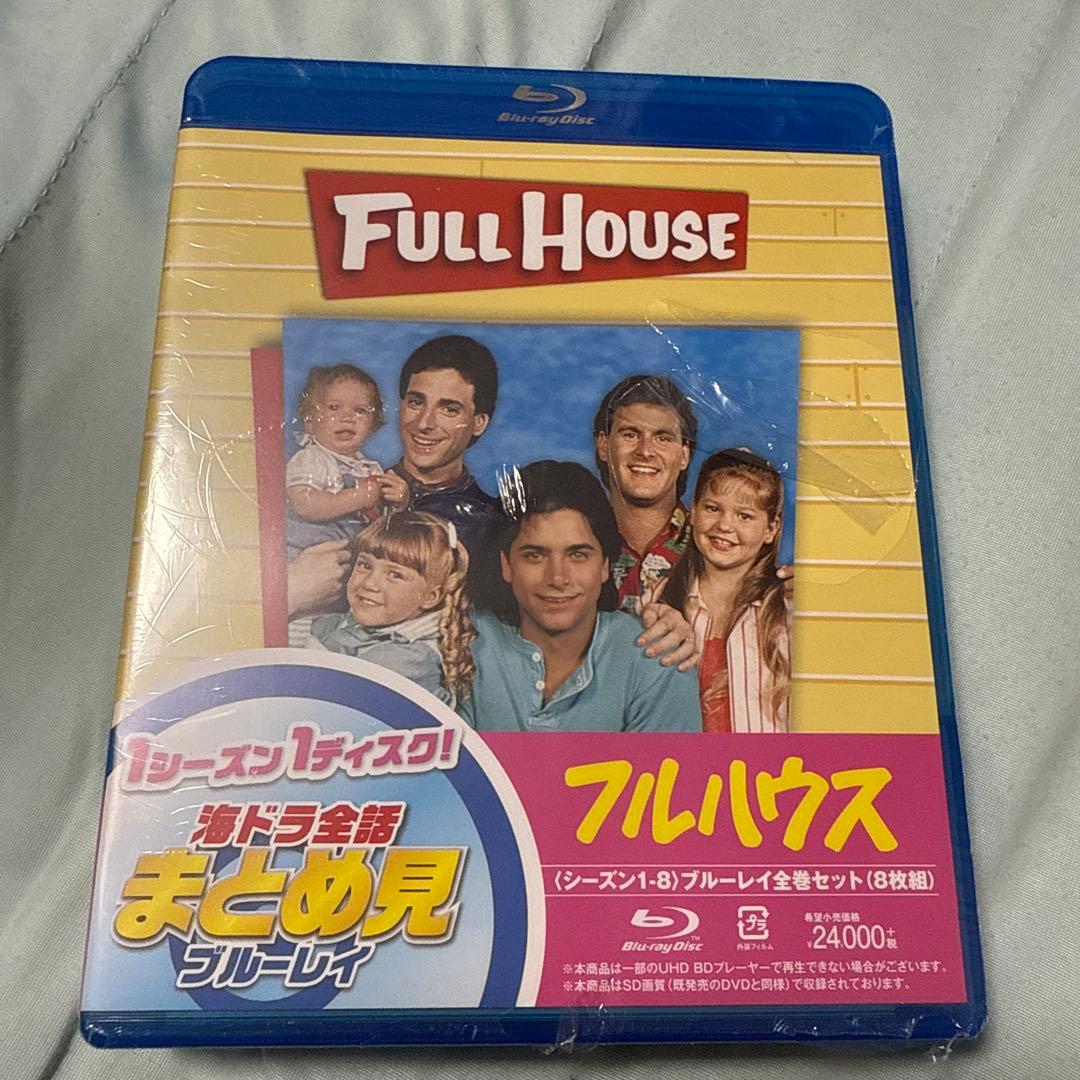 Blu-ray Disc
FULL HOUSE
1シーズン1ディスク!
海ドラ全話
まとめ見
ブルーレイ
フルハウス
〈シーズン1-8〉ブルーレイ全巻セット(8枚組)
Blu-ray Disc™
プラ
外装フィルム
希望小売価格
¥24,000+税
※本商品は一部のUHD BDプレーヤーで再生できない場合がございます。
※本商品はSD画質(既発売のDVDと同様)で収録されております。